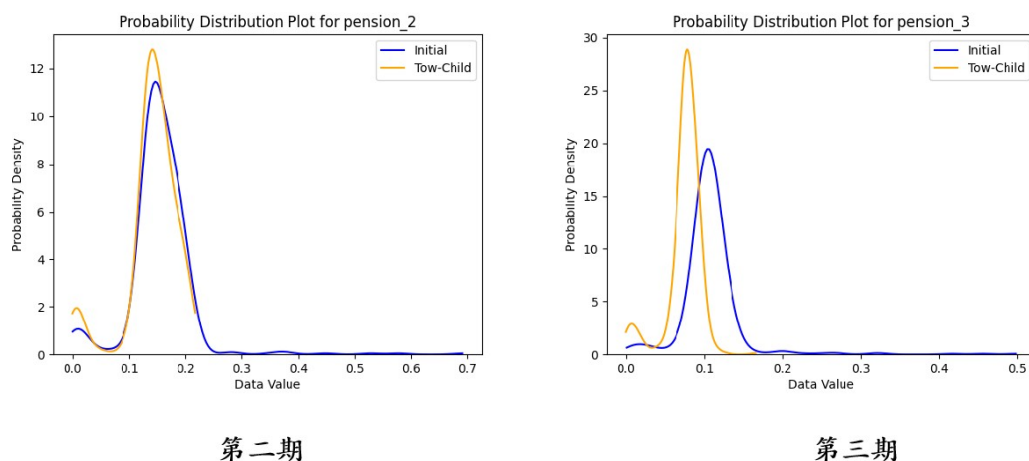 Probability Distribution Plot for pension_2
Initial
Tow-Child
Probability Density
12
10
8
6
4
2
0
0.0 0.1 0.2 0.3 0.4 0.5 0.6 0.7
Data Value
第二期
Probability Distribution Plot for pension_3
Initial
Tow-Child
Probability Density
30
25
20
15
10
5
0
0.0 0.1 0.2 0.3 0.4 0.5
Data Value
第三期